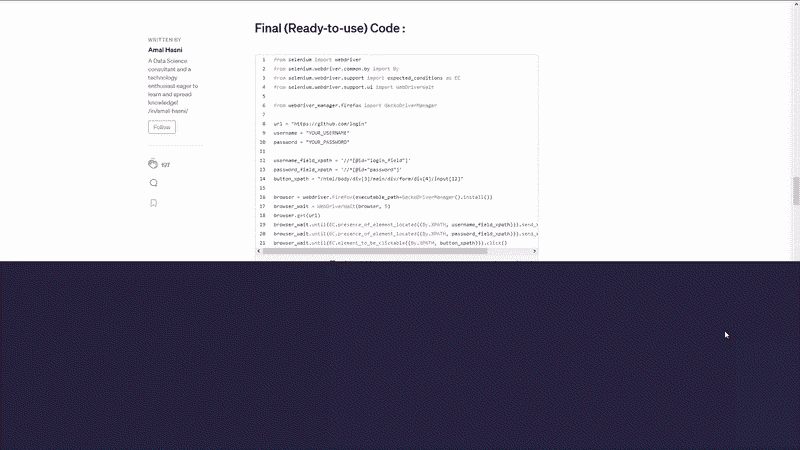 Final (Ready-to-use) Code :
WRITTEN BY
Amal Hasni
A Data Science
consultant and a
technology
enthusiast eager to
learn and spread
knowledge!
/in/amal-hasni/
Follow
197
1 from selenium import webdriver
2 from selenium.webdriver.common.by import By
3 from selenium.webdriver.support import expected_conditions as EC
4 from selenium.webdriver.support.ui import WebDriverWait
5
6 from webdriver_manager.firefox import GeckoDriverManager
7
8 url = "https://github.com/login"
9 username = "YOUR_USERNAME"
10 password = "YOUR_PASSWORD"
11
12 username_field_xpath = '//*[@id="login_field"]'
13 password_field_xpath = '//*[@id="password"]'
14 button_xpath = "/html/body/div[3]/main/div/form/div[4]/input[12]"
15
16 browser = webdriver.Firefox(executable_path=GeckoDriverManager().install())
17 browser_wait = WebDriverWait(browser, 5)
18 browser.get(url)
19 browser_wait.until(EC.presence_of_element_located((By.XPATH, username_field_xpath))).send_k
20 browser_wait.until(EC.presence_of_element_located((By.XPATH, password_field_xpath))).send_k
21 browser_wait.until(EC.element_to_be_clickable((By.XPATH, button_xpath))).click()